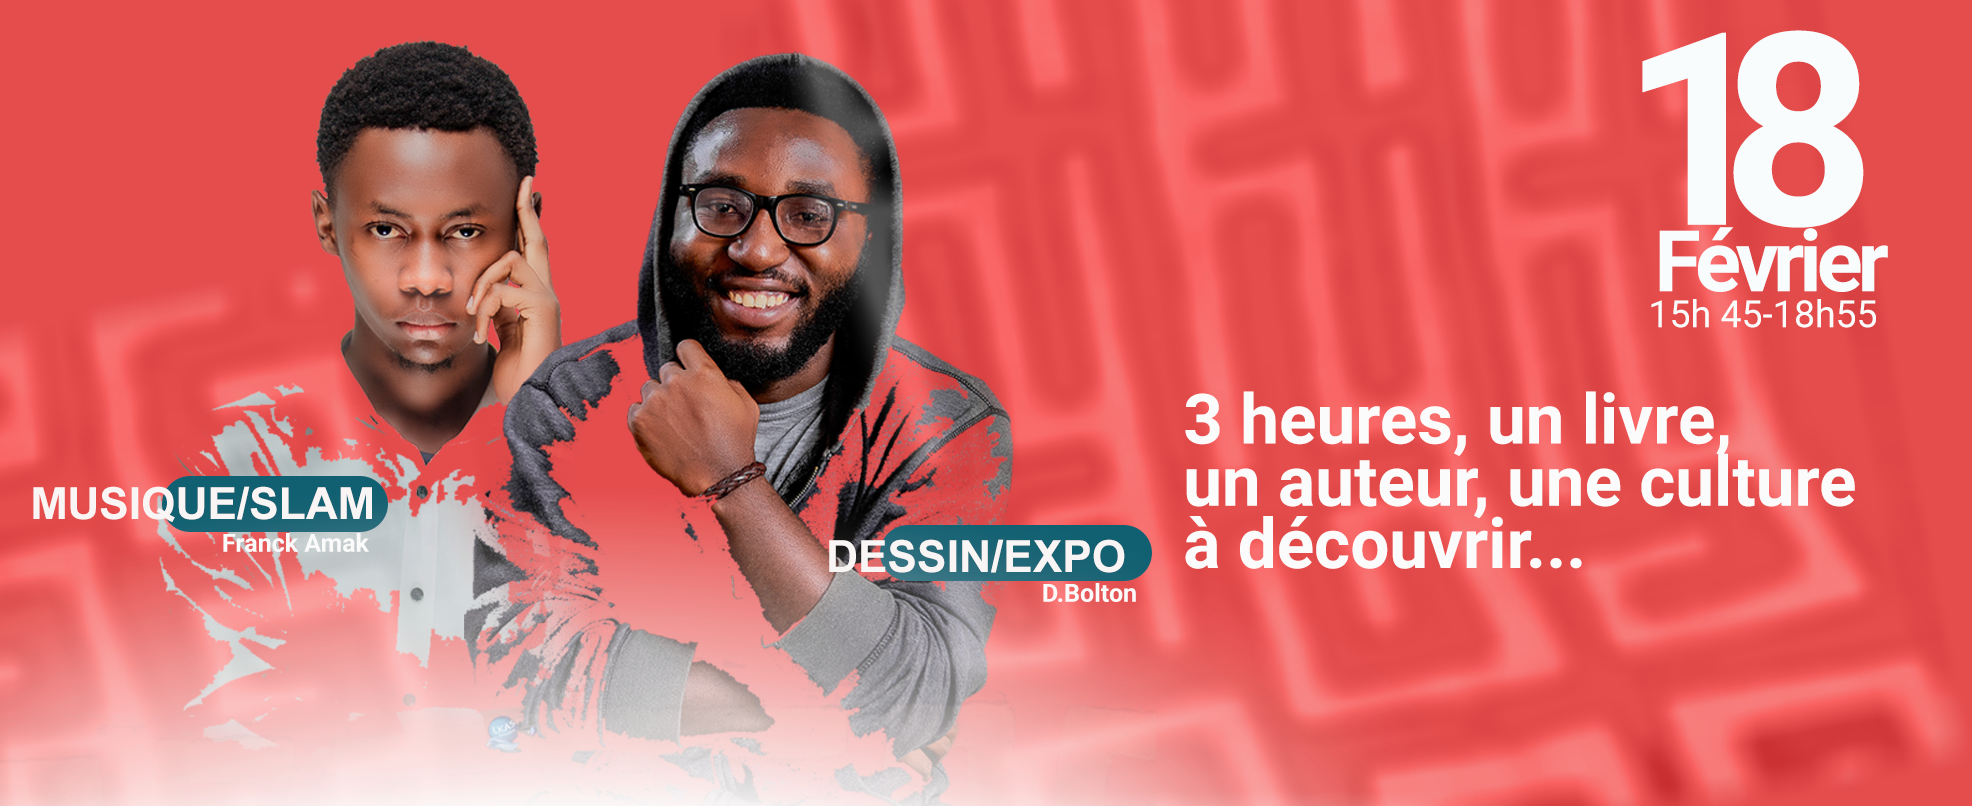 18
Février
15h 45-18h55
3 heures, un livre,
un auteur, une culture
à découvrir...
MUSIQUE/SLAM
Franck Amak
DESSIN/EXPO
D.Bolton